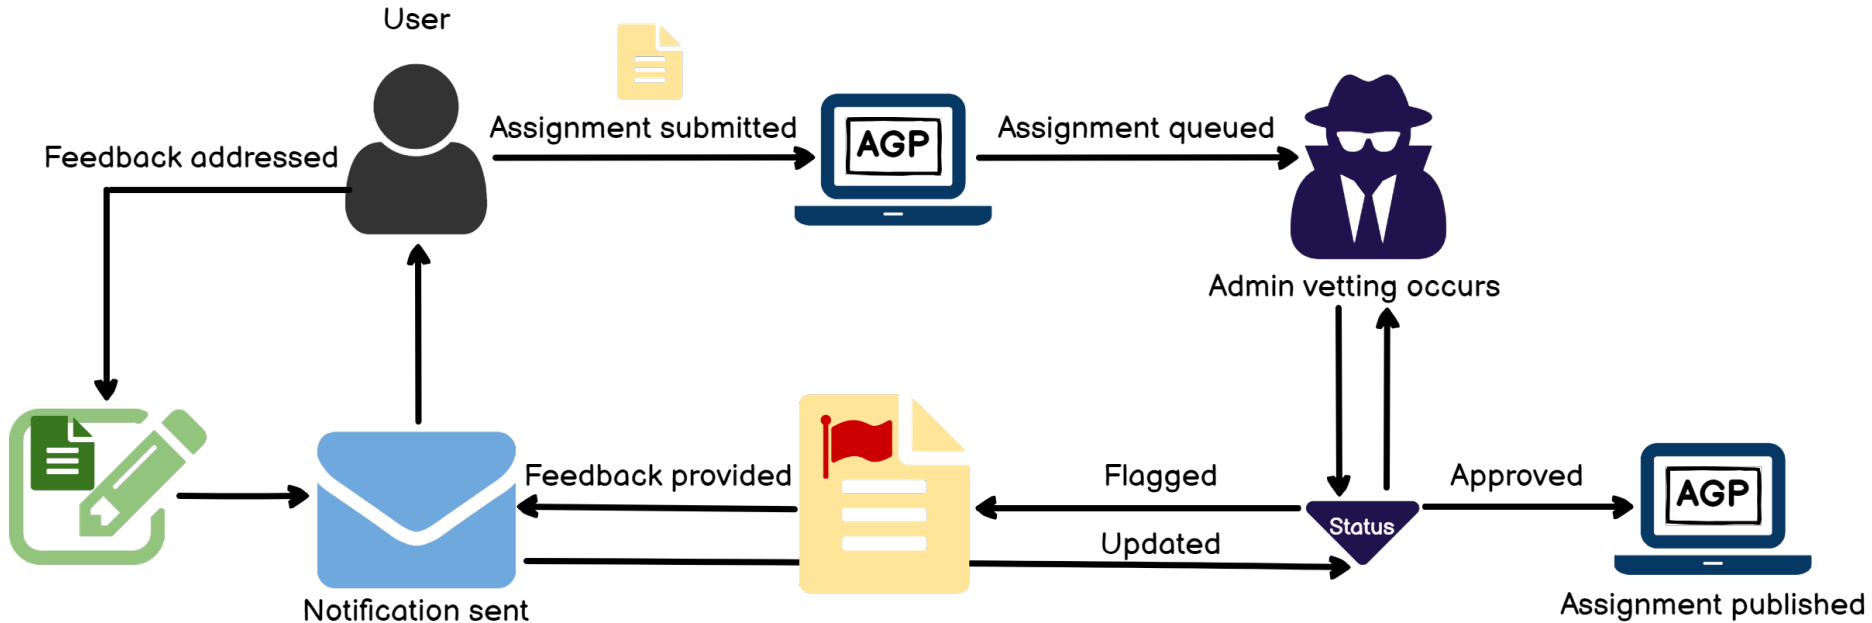 User
Assignment submitted
AGP
Assignment queued
Feedback addressed
Admin vetting occurs
Feedback provided
Flagged
Approved
AGP
Status
Updated
Notification sent
Assignment published